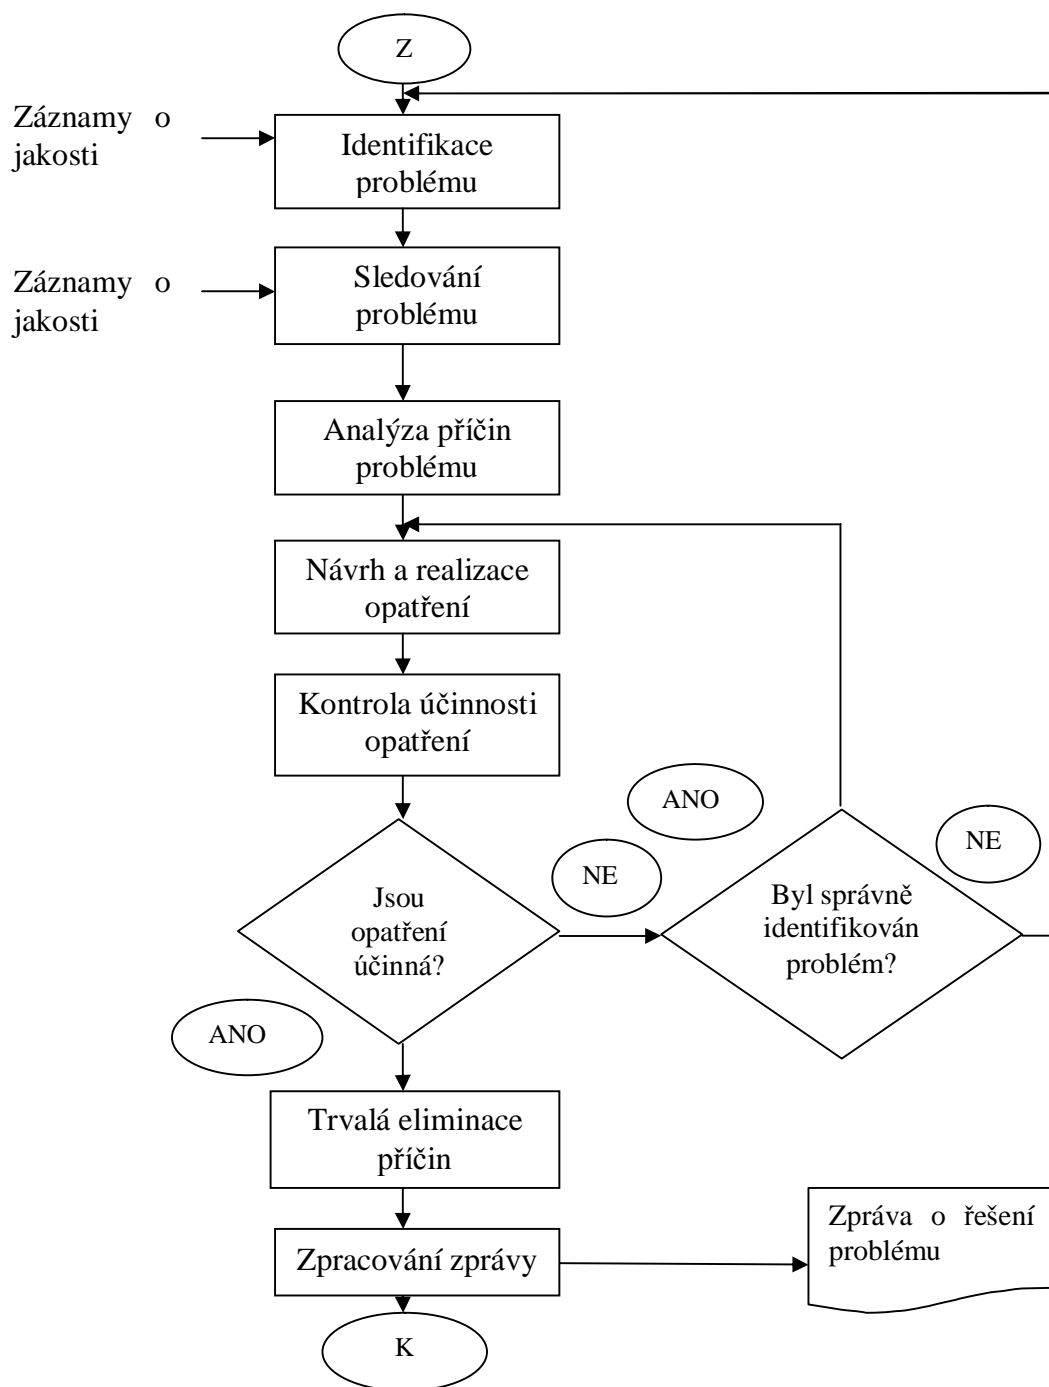 Z
Záznamy o
jakosti
Identifikace
problému
Záznamy o
jakosti
Sledování
problému
Analýza příčin
problému
Návrh a realizace
opatření
Kontrola účinnosti
opatření
ANO
NE
NE
Jsou
opatření
účinná?
Byl správně
identifikován
problém?
ANO
Trvalá eliminace
příčin
Zpracování zprávy
Zpráva o řešení
problému
K